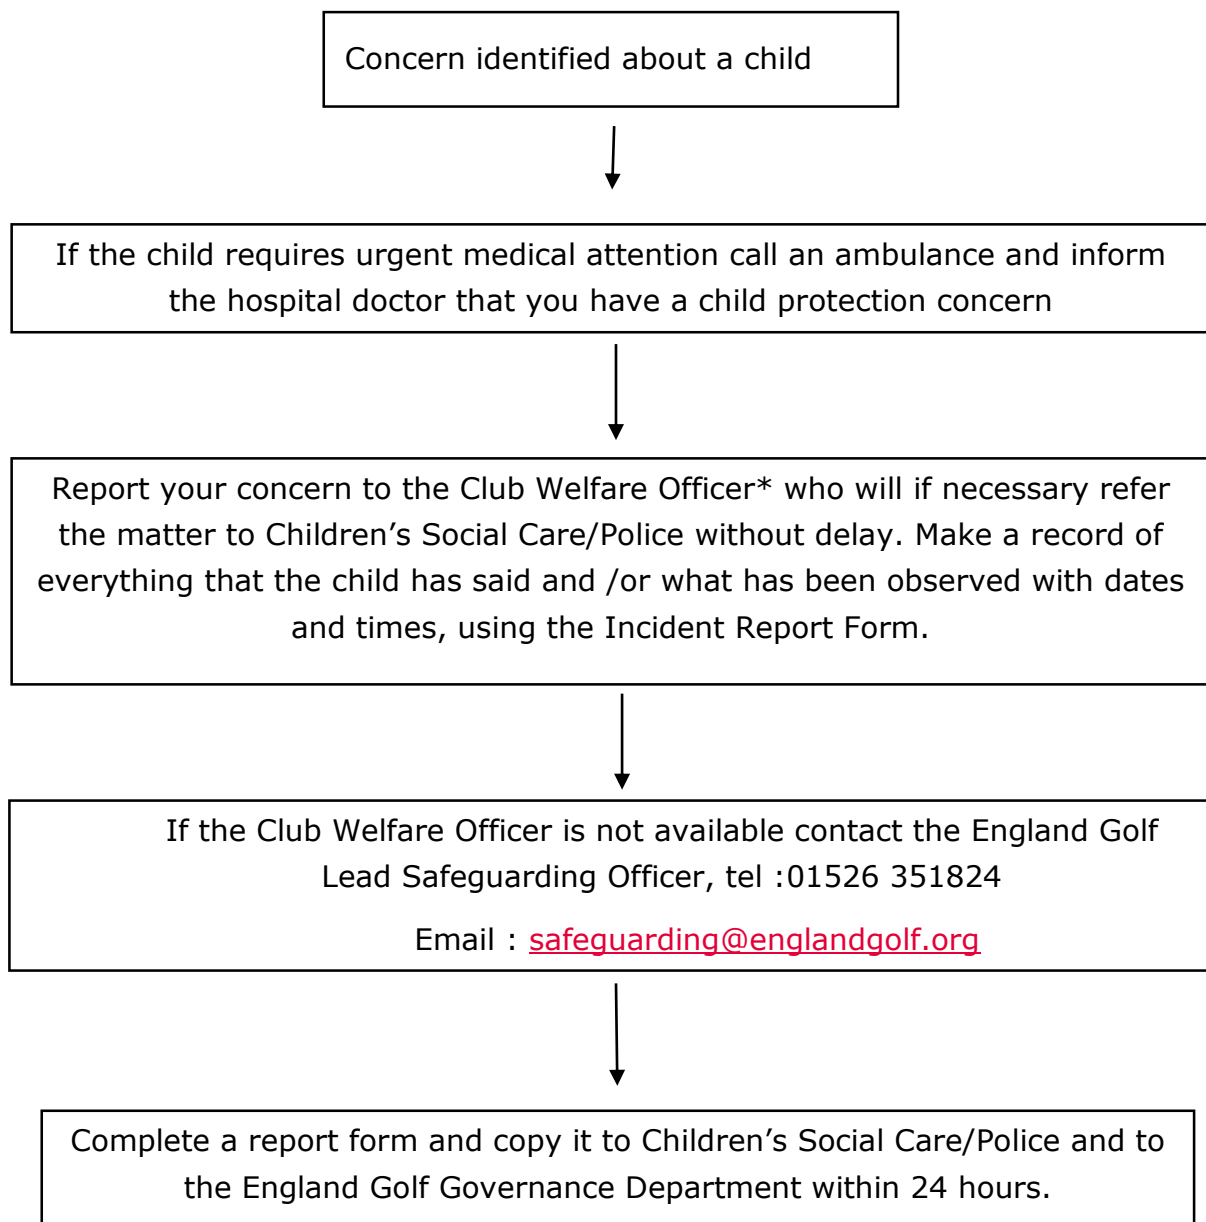 Concern identified about a child
If the child requires urgent medical attention call an ambulance and inform
the hospital doctor that you have a child protection concern
Report your concern to the Club Welfare Officer* who will if necessary refer
the matter to Children’s Social Care/Police without delay. Make a record of
everything that the child has said and /or what has been observed with dates
and times, using the Incident Report Form.
If the Club Welfare Officer is not available contact the England Golf
Lead Safeguarding Officer, tel :01526 351824
Email : safeguarding@englandgolf.org
Complete a report form and copy it to Children’s Social Care/Police and to
the England Golf Governance Department within 24 hours.